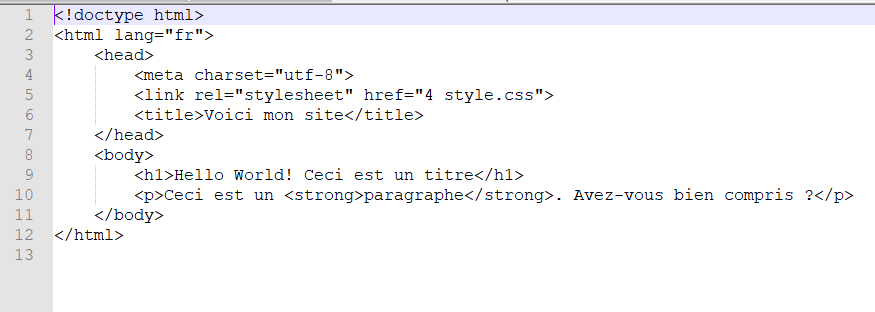 1 <!doctype html>
2 <html lang="fr">
3 <head>
4 <meta charset="utf-8">
5 <link rel="stylesheet" href="4 style.css">
6 <title>Voici mon site</title>
7 </head>
8 <body>
9 <h1>Hello World! Ceci est un titre</h1>
10 <p>Ceci est un <strong>paragraphe</strong>. Avez-vous bien compris ?</p>
11 </body>
12 </html>
13